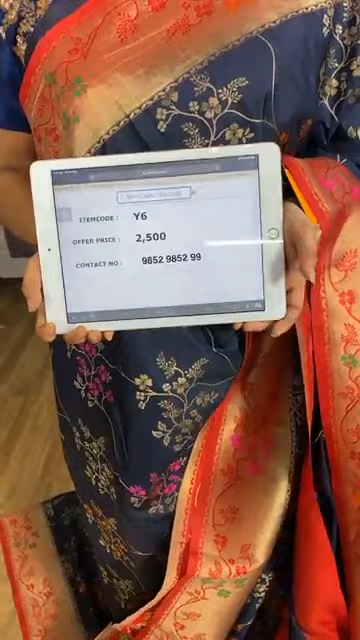 ITEMCODE : Y6
OFFER PRICE : 2,500
CONTACT NO : 9852 9852 99